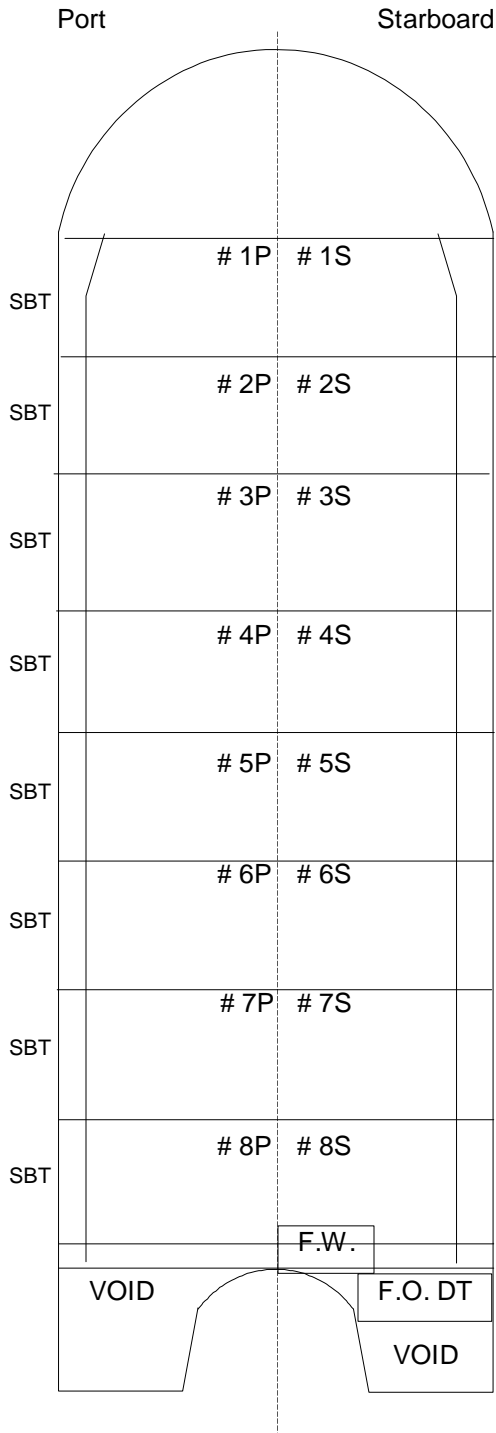 Port Starboard
# 1P # 1S
SBT
# 2P # 2S
SBT
# 3P # 3S
SBT
# 4P # 4S
SBT
# 5P # 5S
SBT
# 6P # 6S
SBT
# 7P # 7S
SBT
# 8P # 8S
SBT
F.W.
VOID F.O. DT
VOID